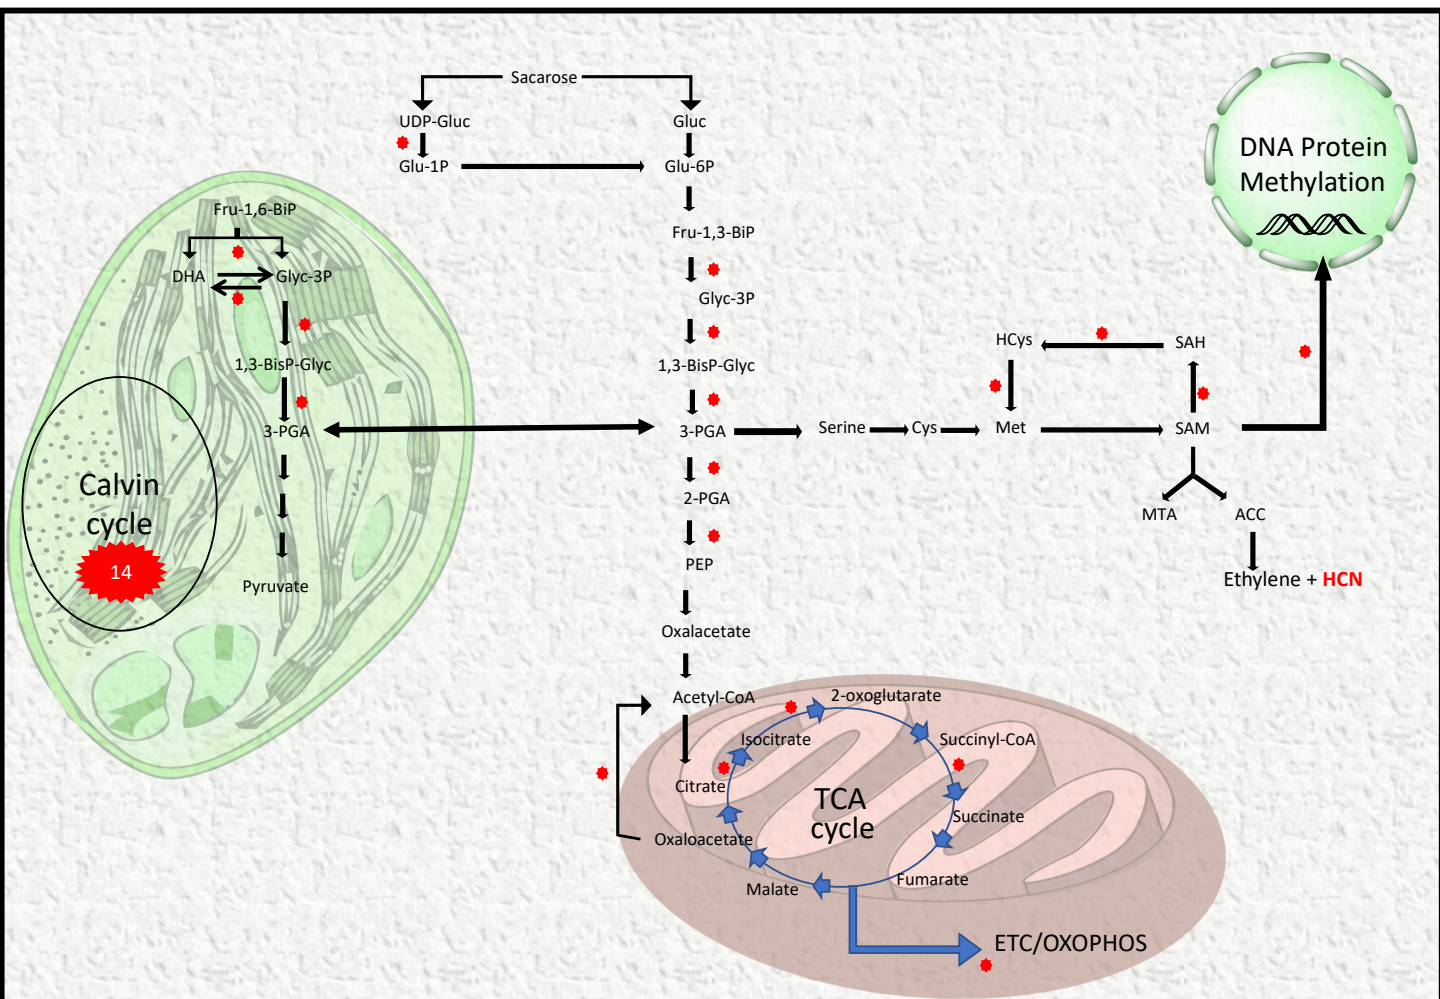 Sacarose
UDP-Gluc
Gluc
Glu-1P
Glu-6P
DNA Protein
Methylation
Fru-1,6-BiP
Fru-1,3-BiP
DHA
Glyc-3P
Glyc-3P
HCys
SAH
1,3-BisP-Glyc
1,3-BisP-Glyc
3-PGA
3-PGA
Serine
Cys
Met
SAM
Calvin
cycle
14
2-PGA
MTA
ACC
PEP
Pyruvate
Ethylene + HCN
Oxalacetate
Acetyl-CoA
2-oxoglutarate
Isocitrate
Succinyl-CoA
Citrate
TCA
cycle
Succinate
Oxaloacetate
Malate
Fumarate
ETC/OXOPHOS